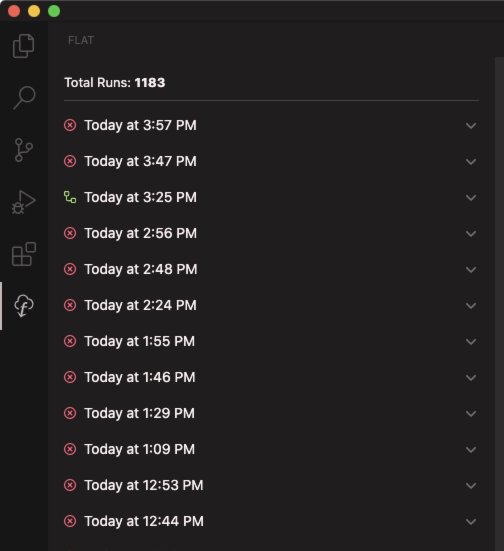 FLAT
Total Runs: 1183
Today at 3:57 PM
Today at 3:47 PM
Today at 3:25 PM
Today at 2:56 PM
Today at 2:48 PM
Today at 2:24 PM
Today at 1:55 PM
Today at 1:46 PM
Today at 1:29 PM
Today at 1:09 PM
Today at 12:53 PM
Today at 12:44 PM